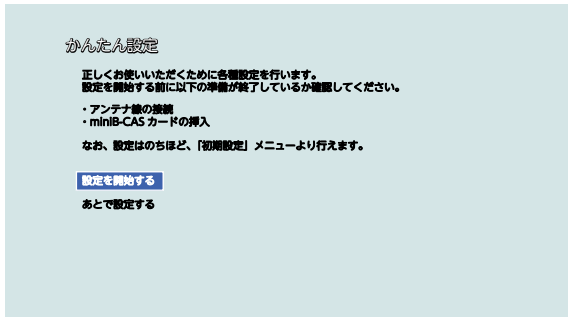 かんたん設定
正しくお使いいただくために各種設定を行います。
設定を開始する前に以下の準備が終了しているか確認してください。
・アンテナ線の接続
・miniB-CAS カードの挿入
なお、設定はのちほど、「初期設定」メニューより行えます。
設定を開始する
あとで設定する